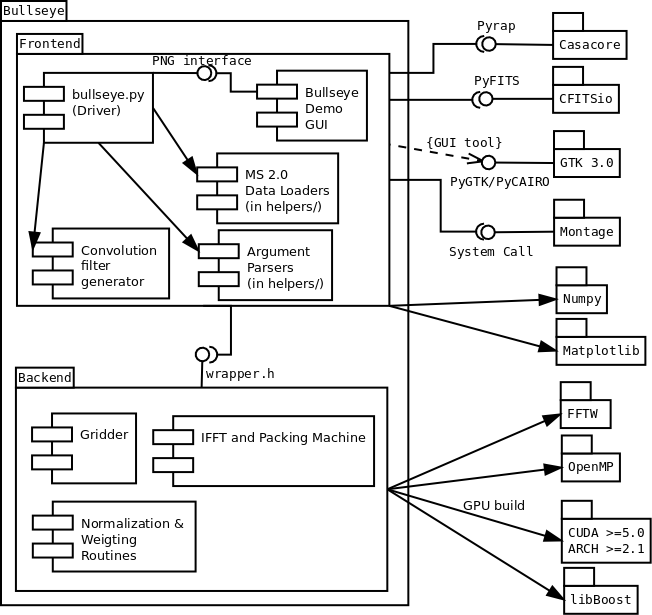 Bullseye
Frontend
PNG interface
bullseye.py
(Driver)
Bullseye
Demo
GUI
MS 2.0
Data Loaders
(in helpers/)
Convolution
filter
generator
Argument
Parsers
(in helpers/)
Pyrap
Casacore
PyFITS
CFITSio
{GUI tool}
GTK 3.0
PyGTK/PyCAIRO
Montage
System Call
Numpy
Matplotlib
wrapper.h
Backend
Gridder
IFFT and Packing Machine
Normalization &
Weigting
Routines
FFTW
OpenMP
GPU build
CUDA >=5.0
ARCH >=2.1
libBoost